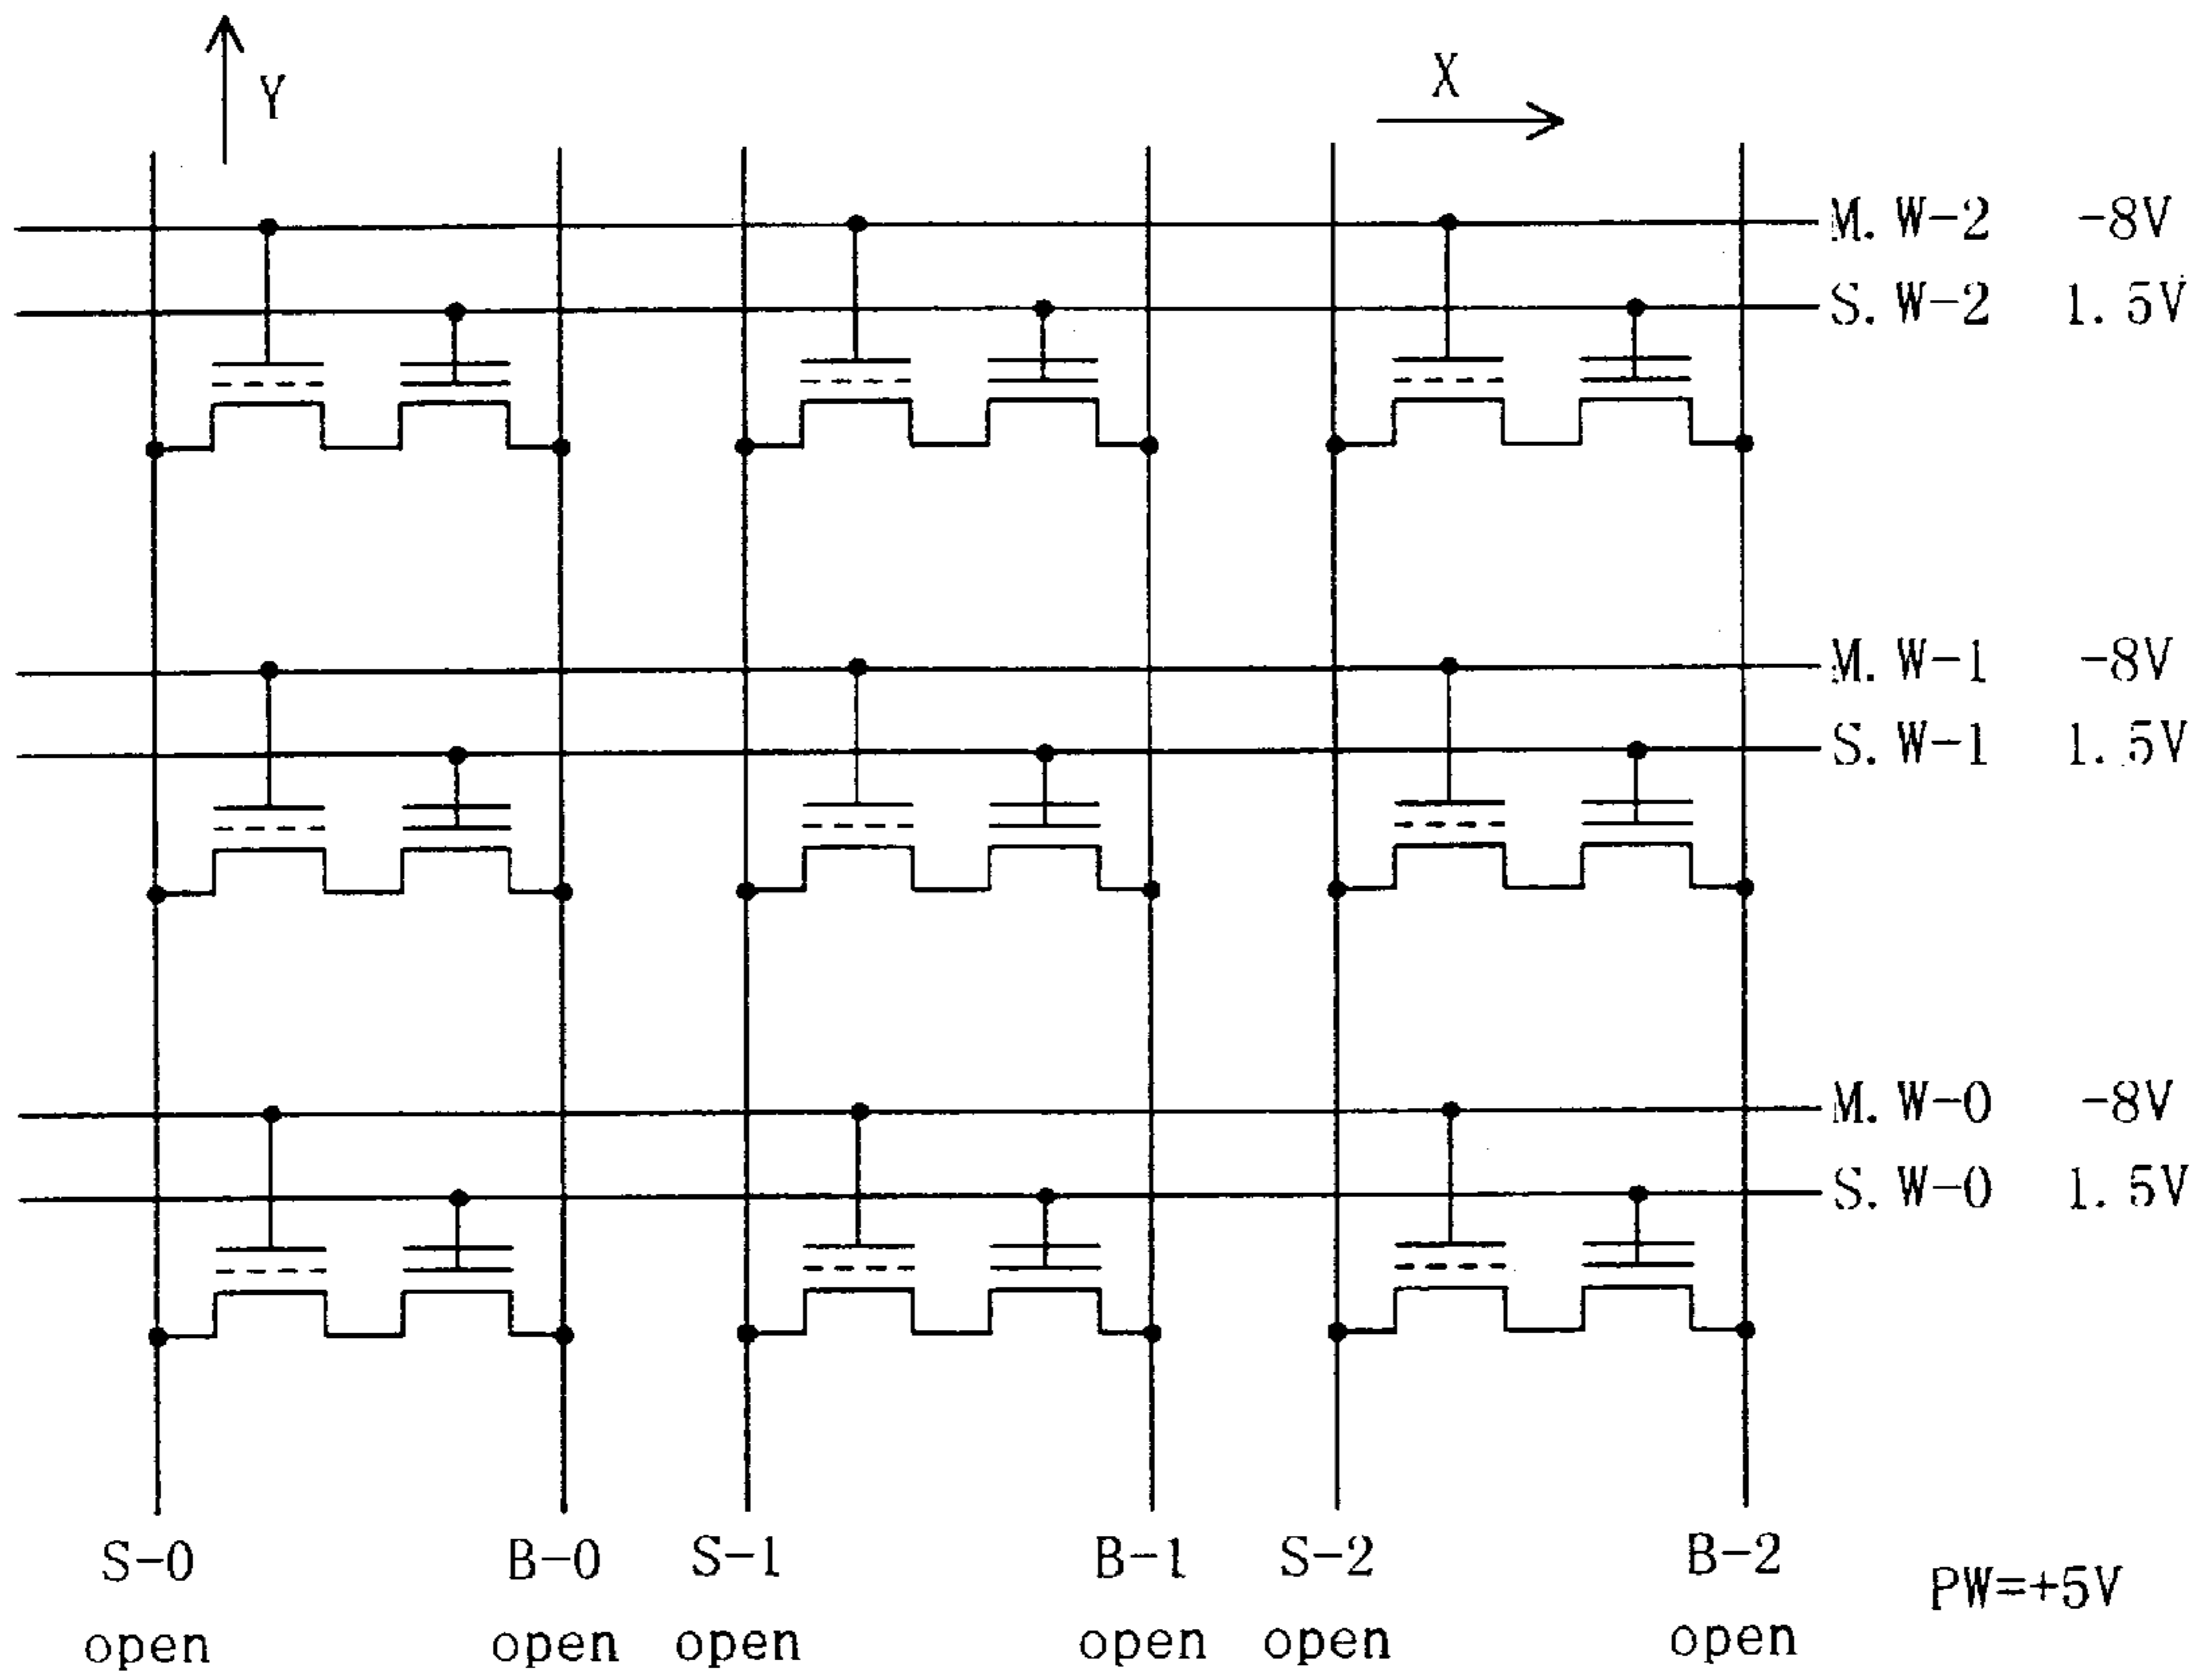 Y
X
M. W-2 -8V
S. W-2 1. 5V
M. W-1 -8V
S. W-1 1. 5V
M. W-0 -8V
S. W-0 1. 5V
S-0 B-0 S-1 B-1 S-2 B-2
open open open open open open
PW=+5V